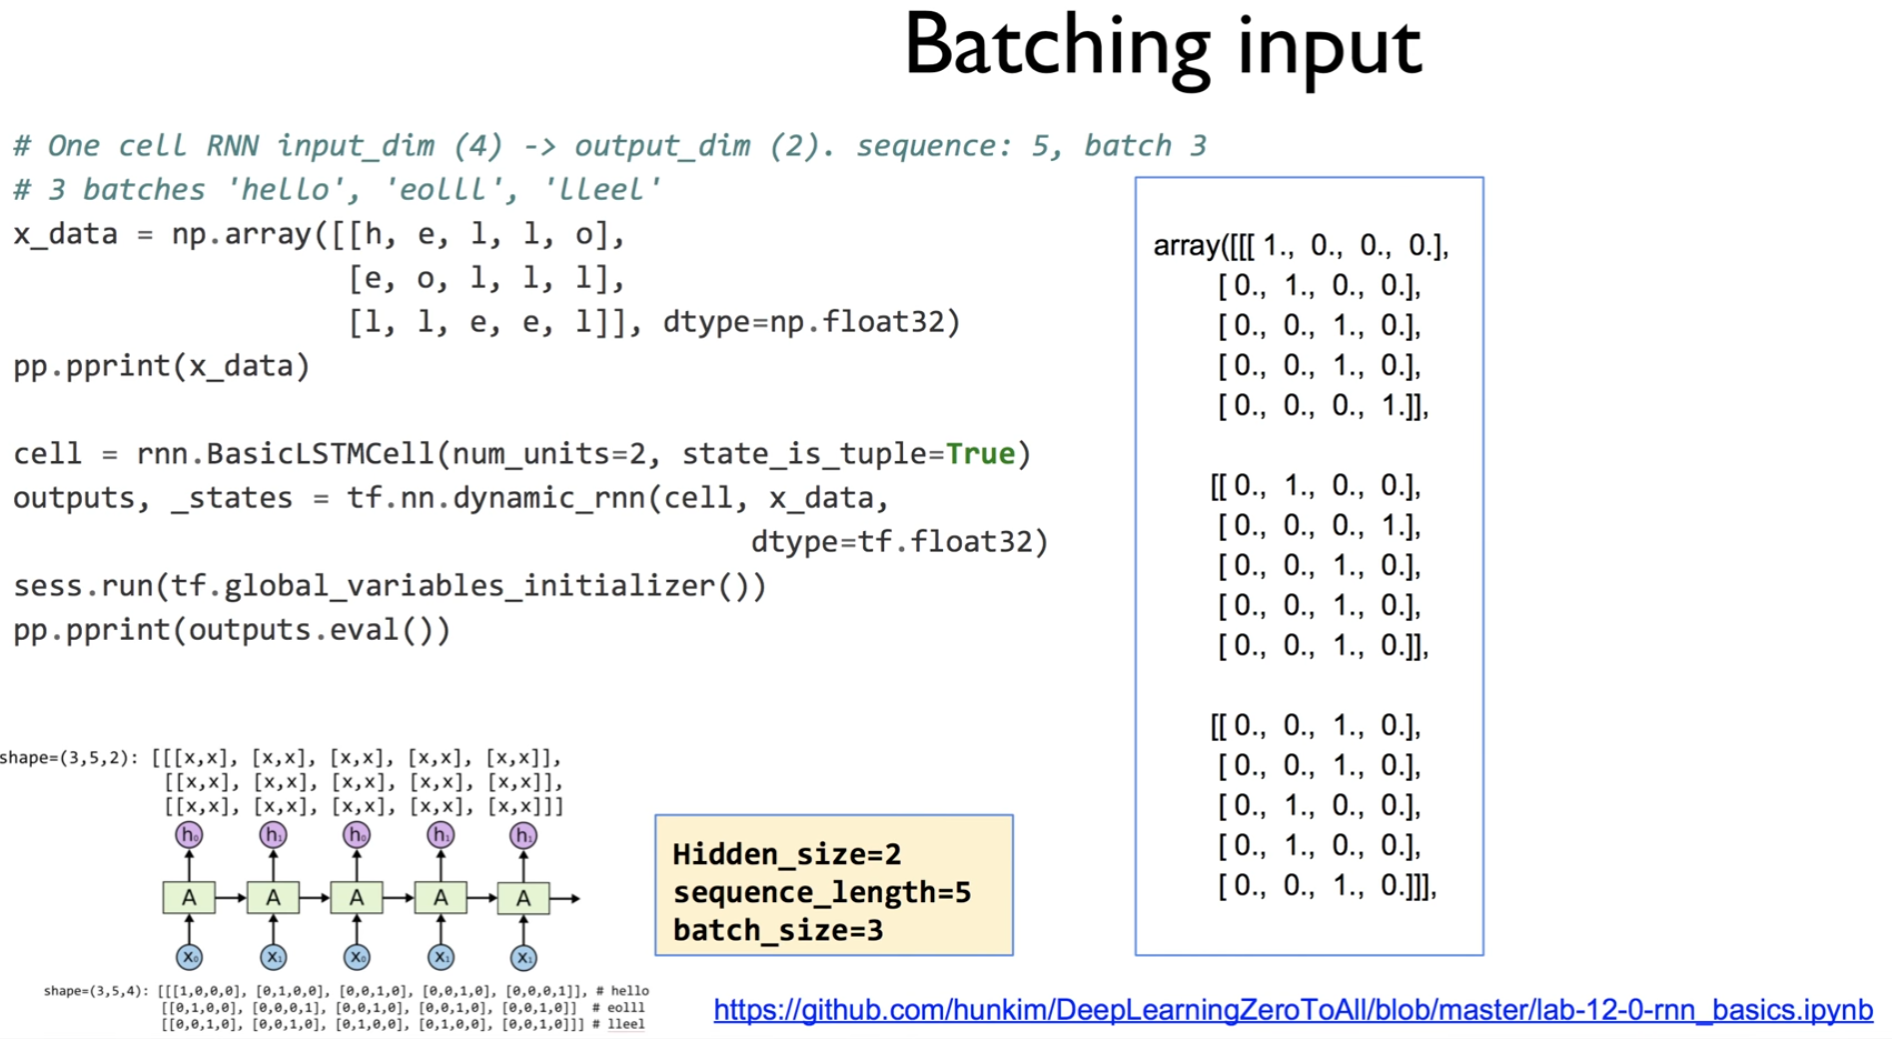 Batching input
# One cell RNN input_dim (4) -> output_dim (2). sequence: 5, batch 3
# 3 batches 'hello', 'eolll', 'lleel'
x_data = np.array([[h, e, l, l, o],
[e, o, l, l, l],
[l, l, e, e, l]], dtype=np.float32)
pp.pprint(x_data)
cell = rnn.BasicLSTMCell(num_units=2, state_is_tuple=True)
outputs, _states = tf.nn.dynamic_rnn(cell, x_data,
dtype=tf.float32)
sess.run(tf.global_variables_initializer())
pp.pprint(outputs.eval())
array([[[ 1., 0., 0., 0.],
[ 0., 1., 0., 0.],
[ 0., 0., 1., 0.],
[ 0., 0., 1., 0.],
[ 0., 0., 0., 1.]],
[[ 0., 1., 0., 0.],
[ 0., 0., 0., 1.],
[ 0., 0., 1., 0.],
[ 0., 0., 1., 0.],
[ 0., 0., 1., 0.]],
[[ 0., 0., 1., 0.],
[ 0., 0., 1., 0.],
[ 0., 1., 0., 0.],
[ 0., 1., 0., 0.],
[ 0., 0., 1., 0.]]],
shape=(3,5,2): [[[x,x], [x,x], [x,x], [x,x], [x,x]],
[[x,x], [x,x], [x,x], [x,x], [x,x]],
[[x,x], [x,x], [x,x], [x,x], [x,x]]]
h₀ h₁ h₀ h₁ h₁
A A A A A
x₀ x₁ x₀ x₁ x₁
shape=(3,5,4): [[[1,0,0,0], [0,1,0,0], [0,0,1,0], [0,0,1,0], [0,0,0,1]], # hello
[[0,1,0,0], [0,0,0,1], [0,0,1,0], [0,0,1,0], [0,0,1,0]] # eolll
[[0,0,1,0], [0,0,1,0], [0,1,0,0], [0,1,0,0], [0,0,1,0]]] # lleel
Hidden_size=2
sequence_length=5
batch_size=3
https://github.com/hunkim/DeepLearningZeroToAll/blob/master/lab-12-0-rnn_basics.ipynb